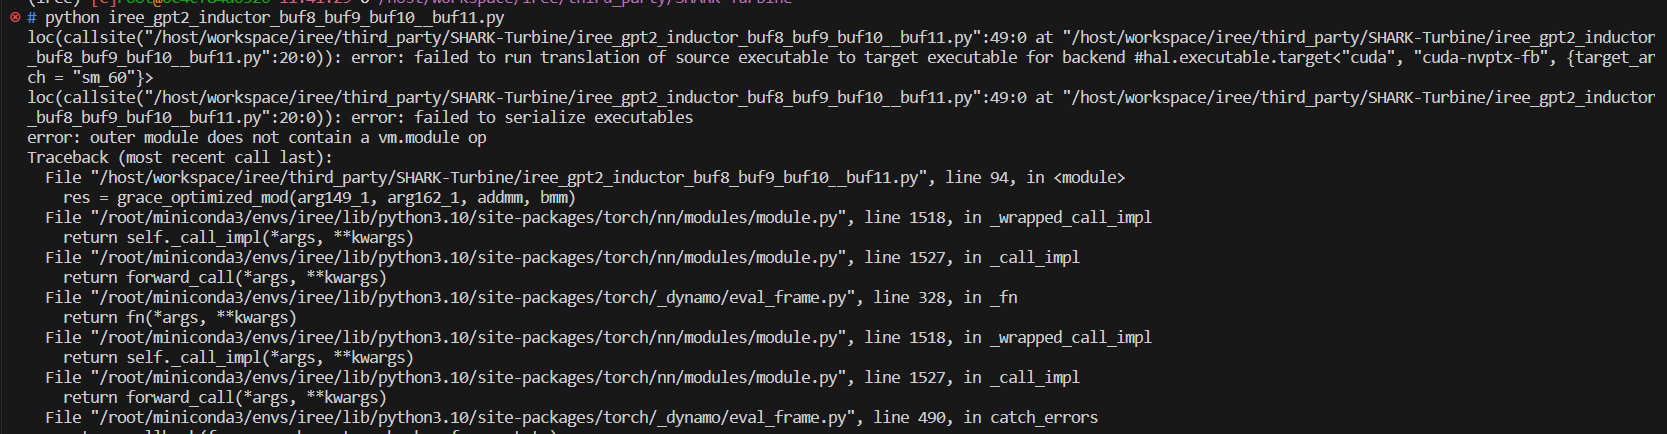 # python iree_gpt2_inductor_buf8_buf9_buf10__buf11.py
loc(callsite("/host/workspace/iree/third_party/SHARK-Turbine/iree_gpt2_inductor_buf8_buf9_buf10__buf11.py":49:0 at "/host/workspace/iree/third_party/SHARK-Turbine/iree_gpt2_inductor
_buf8_buf9_buf10__buf11.py":20:0)): error: failed to run translation of source executable to target executable for backend #hal.executable.target<"cuda", "cuda-nvptx-fb", {target_ar
ch = "sm_60"}>
loc(callsite("/host/workspace/iree/third_party/SHARK-Turbine/iree_gpt2_inductor_buf8_buf9_buf10__buf11.py":49:0 at "/host/workspace/iree/third_party/SHARK-Turbine/iree_gpt2_inductor
_buf8_buf9_buf10__buf11.py":20:0)): error: failed to serialize executables
error: outer module does not contain a vm.module op
Traceback (most recent call last):
  File "/host/workspace/iree/third_party/SHARK-Turbine/iree_gpt2_inductor_buf8_buf9_buf10__buf11.py", line 94, in <module>
    res = grace_optimized_mod(arg149_1, arg162_1, addmm, bmm)
  File "/root/miniconda3/envs/iree/lib/python3.10/site-packages/torch/nn/modules/module.py", line 1518, in _wrapped_call_impl
    return self._call_impl(*args, **kwargs)
  File "/root/miniconda3/envs/iree/lib/python3.10/site-packages/torch/nn/modules/module.py", line 1527, in _call_impl
    return forward_call(*args, **kwargs)
  File "/root/miniconda3/envs/iree/lib/python3.10/site-packages/torch/_dynamo/eval_frame.py", line 328, in _fn
    return fn(*args, **kwargs)
  File "/root/miniconda3/envs/iree/lib/python3.10/site-packages/torch/nn/modules/module.py", line 1518, in _wrapped_call_impl
    return self._call_impl(*args, **kwargs)
  File "/root/miniconda3/envs/iree/lib/python3.10/site-packages/torch/nn/modules/module.py", line 1527, in _call_impl
    return forward_call(*args, **kwargs)
  File "/root/miniconda3/envs/iree/lib/python3.10/site-packages/torch/_dynamo/eval_frame.py", line 490, in catch_errors